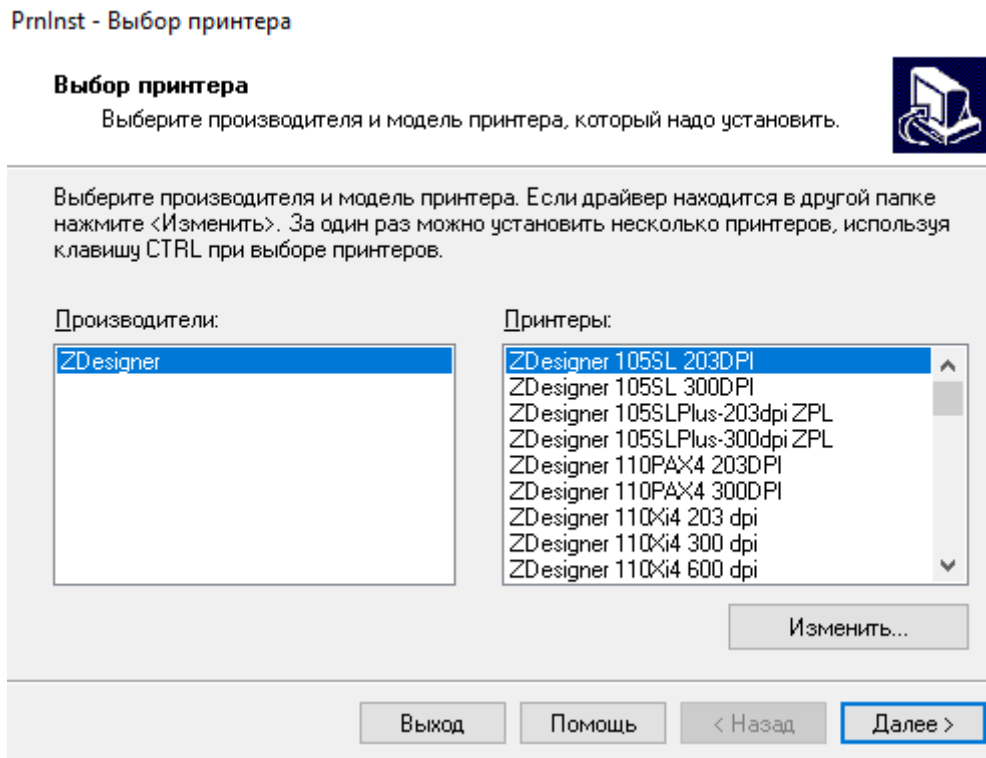 PrnInst - Выбор принтера
Выбор принтера
Выберите производителя и модель принтера, который надо установить.
Выберите производителя и модель принтера. Если драйвер находится в другой папке
нажмите <Изменить>. За один раз можно установить несколько принтеров, используя
клавишу CTRL при выборе принтеров.
Производители:
ZDesigner
Принтеры:
ZDesigner 105SL 203DPI
ZDesigner 105SL 300DPI
ZDesigner 105SLPlus-203dpi ZPL
ZDesigner 105SLPlus-300dpi ZPL
ZDesigner 110PAX4 203DPI
ZDesigner 110PAX4 300DPI
ZDesigner 110Xi4 203 dpi
ZDesigner 110Xi4 300 dpi
ZDesigner 110Xi4 600 dpi
Изменить...
Выход
Помощь
< Назад
Далее >